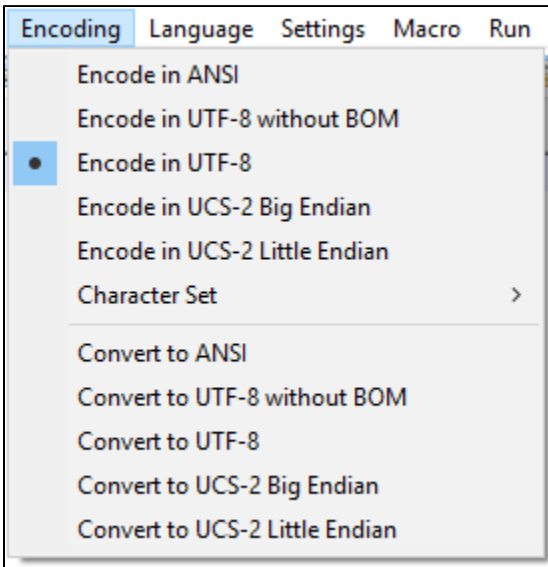 Encoding Language Settings Macro Run
Encode in ANSI
Encode in UTF-8 without BOM
Encode in UTF-8
Encode in UCS-2 Big Endian
Encode in UCS-2 Little Endian
Character Set
Convert to ANSI
Convert to UTF-8 without BOM
Convert to UTF-8
Convert to UCS-2 Big Endian
Convert to UCS-2 Little Endian